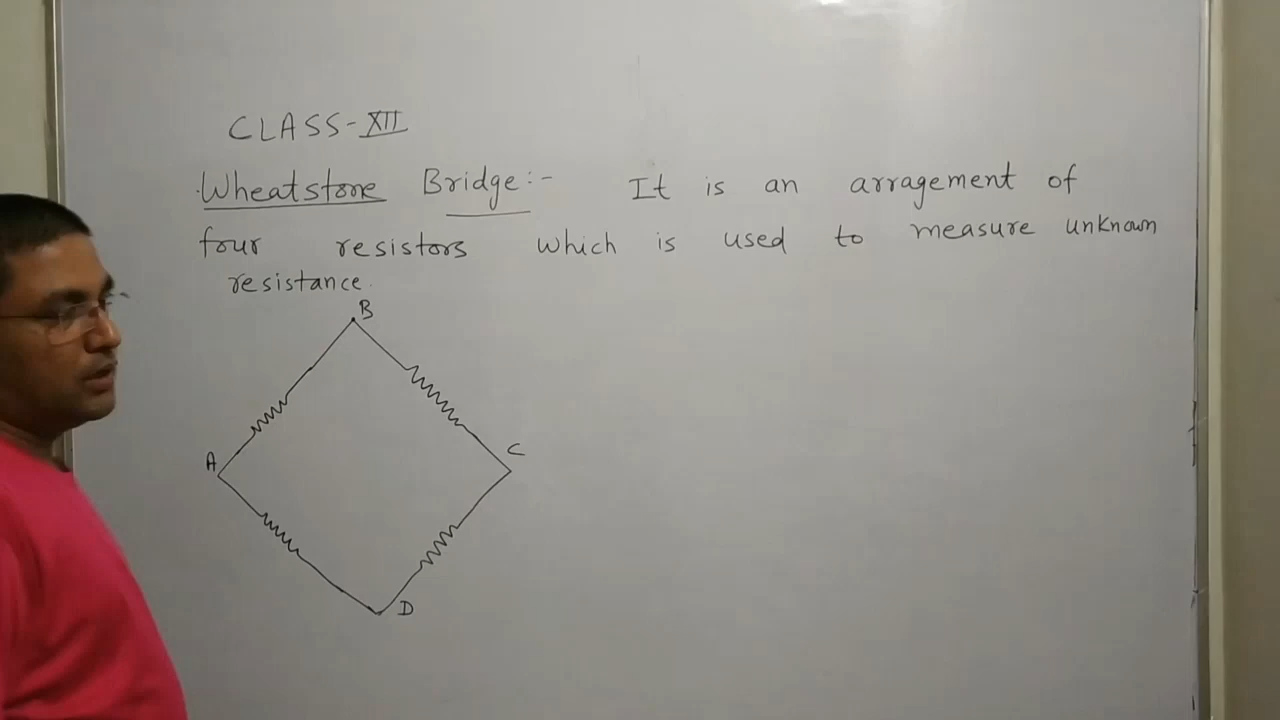 CLASS-XII
Wheatstone Bridge:- It is an arragement of
four resistors which is used to measure unknown
resistance.
B
A
C
D